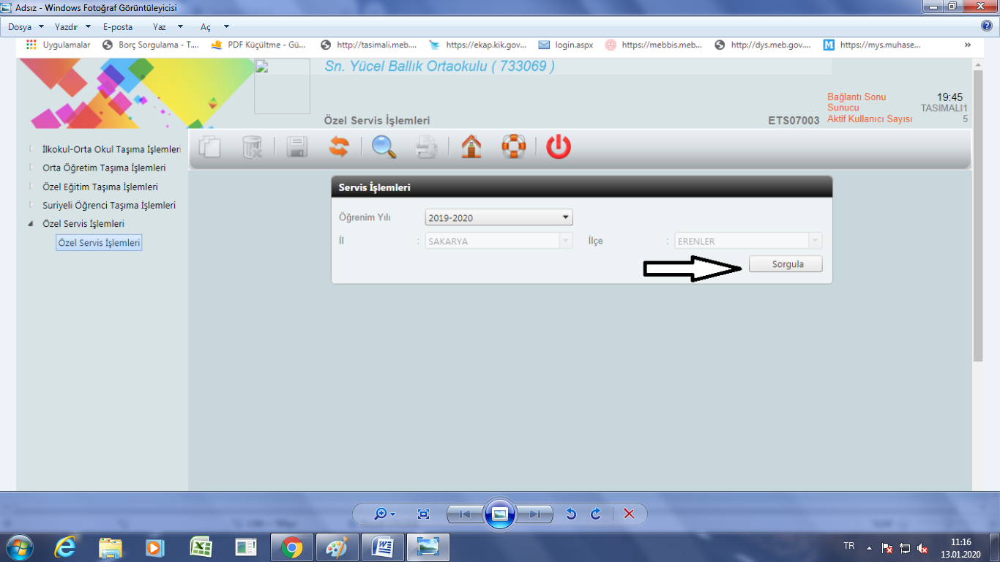 Adsız - Windows Fotoğraf Görüntüleyicisi
Dosya Yazdır E-posta Yaz Aç
Uygulamalar Borç Sorgulama - T.... PDF Küçültme - Gü... http://tasimali.meb.... https://ekap.kik.gov... login.aspx https://mebbis.meb... http://dys.meb.gov.... M https://mys.muhase... »
Sn. Yücel Ballık Ortaokulu ( 733069 )
Bağlantı Sonu 19:45
Sunucu TASIMALI1
Özel Servis İşlemleri ETS07003 Aktif Kullanıcı Sayısı 5
İlkokul-Orta Okul Taşıma İşlemleri
Orta Öğretim Taşıma İşlemleri
Özel Eğitim Taşıma İşlemleri
Suriyeli Öğrenci Taşıma İşlemleri
Özel Servis İşlemleri
Özel Servis İşlemleri
Servis İşlemleri
Öğrenim Yılı 2019-2020
İl : SAKARYA İlçe : ERENLER
Sorgula
TR 11:16
13.01.2020